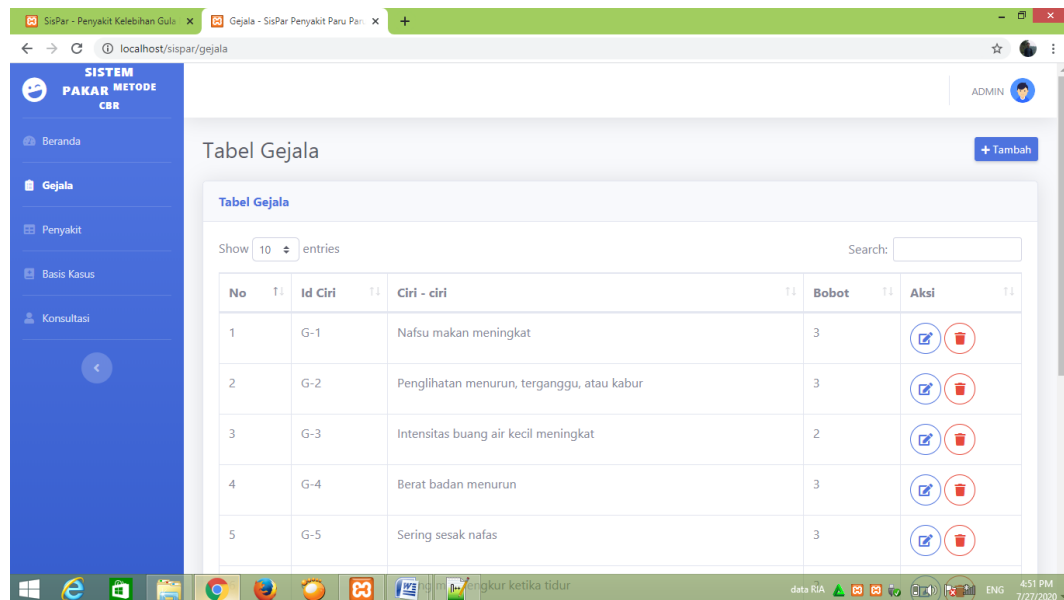 SisPar - Penyakit Kelebihan Gula
Gejala - SisPar Penyakit Paru Par
localhost/sispar/gejala
SISTEM
PAKAR METODE
CBR
ADMIN
Beranda
Gejala
Penyakit
Basis Kasus
Konsultasi
Tabel Gejala
+ Tambah
Tabel Gejala
Show 10 entries
Search:
No Id Ciri Ciri - ciri Bobot Aksi
1 G-1 Nafsu makan meningkat 3
2 G-2 Penglihatan menurun, terganggu, atau kabur 3
3 G-3 Intensitas buang air kecil meningkat 2
4 G-4 Berat badan menurun 3
5 G-5 Sering sesak nafas 3
ketika tidur
data RIA
ENG
4:51 PM
7/27/2020